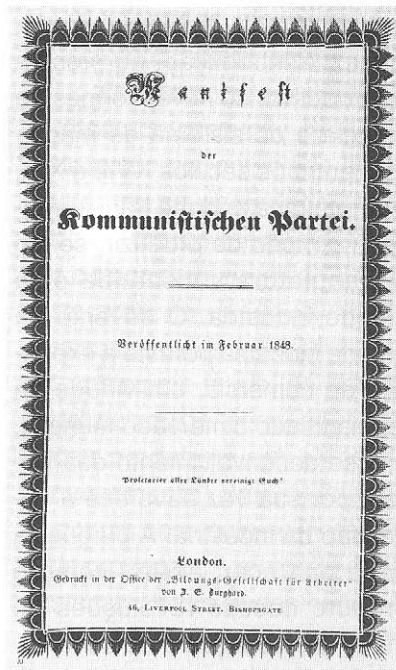 Manifest
der
Kommunistischen Partei.
Veröffentlicht im Februar 1848.
Proletarier aller Länder vereinigt Euch!
London.
Gedruckt in der Office der „Bildungs-Gesellschaft für Arbeiter"
von J. E. Burghard.
46, LIVERPOOL STREET. BISHOPSGATE